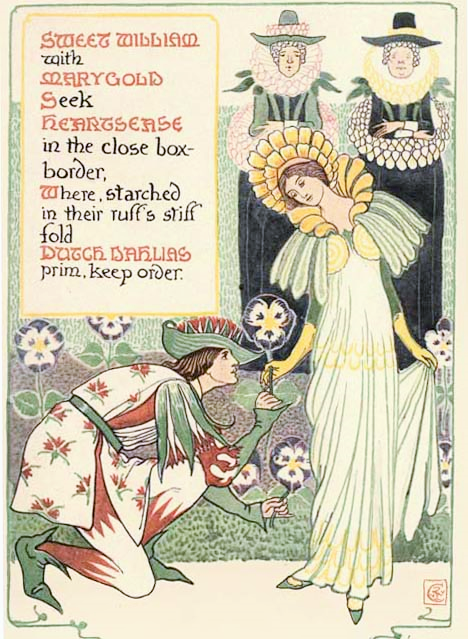 SWEET WILLIAM
with
MARYGOLD
Seek
HEARTSEASE
in the close box-
border,
Where, starched
in their ruff's stiff
fold
DUTCH DAHLIAS
prim, keep order.